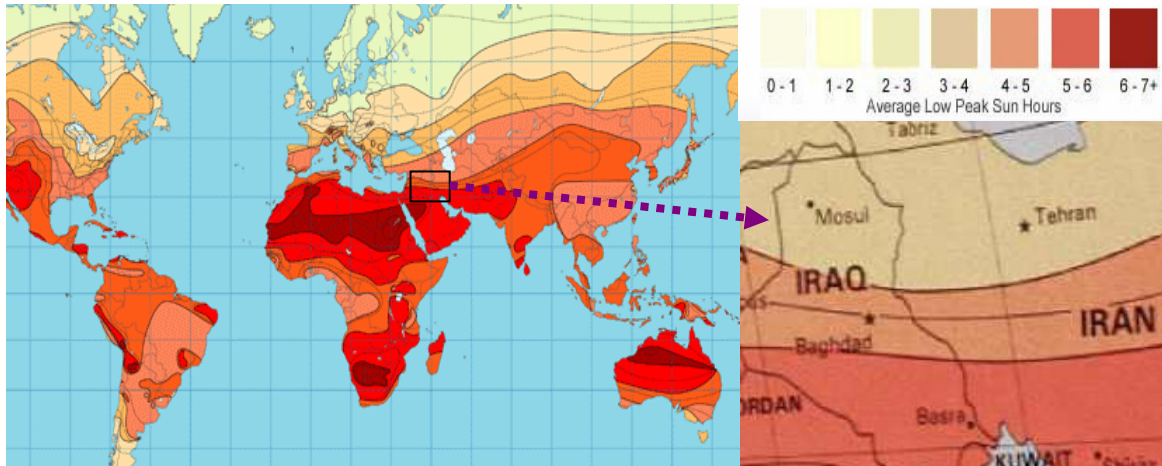 0 - 1 1 - 2 2 - 3 3 - 4 4 - 5 5 - 6 6 - 7+
Average Low Peak Sun Hours
Tabriz
Mosul
Tehran
IRAQ
IRAN
Baghdad
ORDAN
Basra
KUWAIT